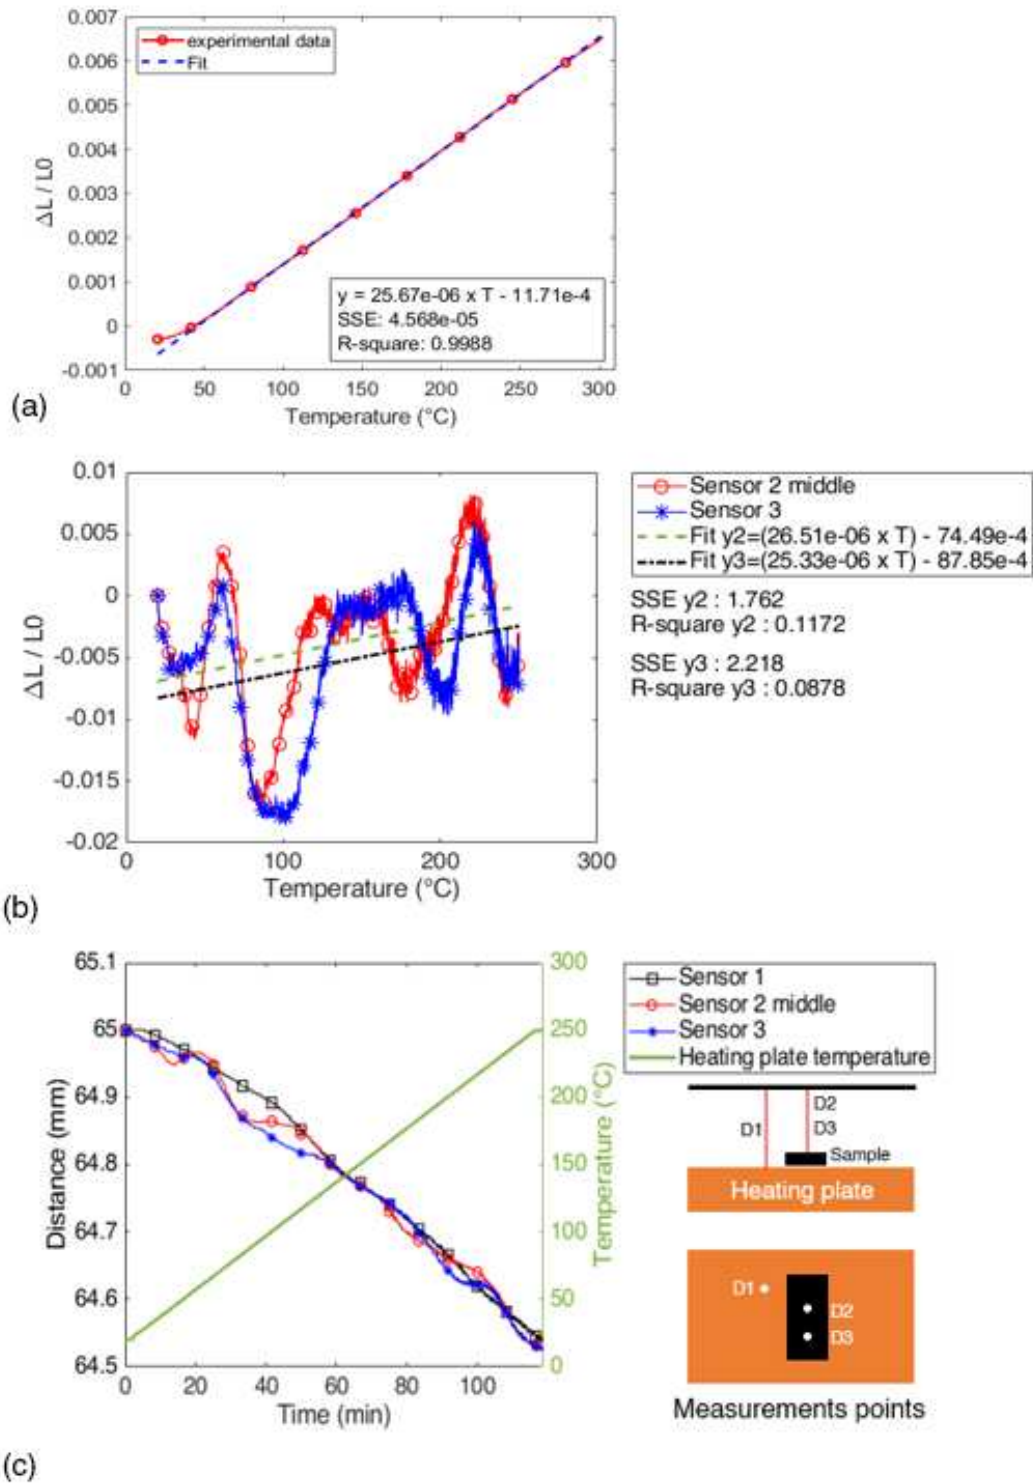 0.007
0.006
0.005
0.004
0.003
0.002
0.001
0
-0.001
ΔL / L0
experimental data
Fit
y = 25.67e-06 x T - 11.71e-4
SSE: 4.568e-05
R-square: 0.9988
0 50 100 150 200 250 300
Temperature (°C)
(a)
0.01
0.005
0
-0.005
-0.01
-0.015
-0.02
ΔL / L0
0 100 200 300
Temperature (°C)
Sensor 2 middle
Sensor 3
Fit y2=(26.51e-06 x T) - 74.49e-4
Fit y3=(25.33e-06 x T) - 87.85e-4
SSE y2 : 1.762
R-square y2 : 0.1172
SSE y3 : 2.218
R-square y3 : 0.0878
(b)
65.1
65
64.9
64.8
64.7
64.6
64.5
Distance (mm)
0 20 40 60 80 100
Time (min)
300
250
200
150
100
50
0
Temperature (°C)
Sensor 1
Sensor 2 middle
Sensor 3
Heating plate temperature
D2
D1
D3
Sample
Heating plate
D1
D2
D3
Measurements points
(c)